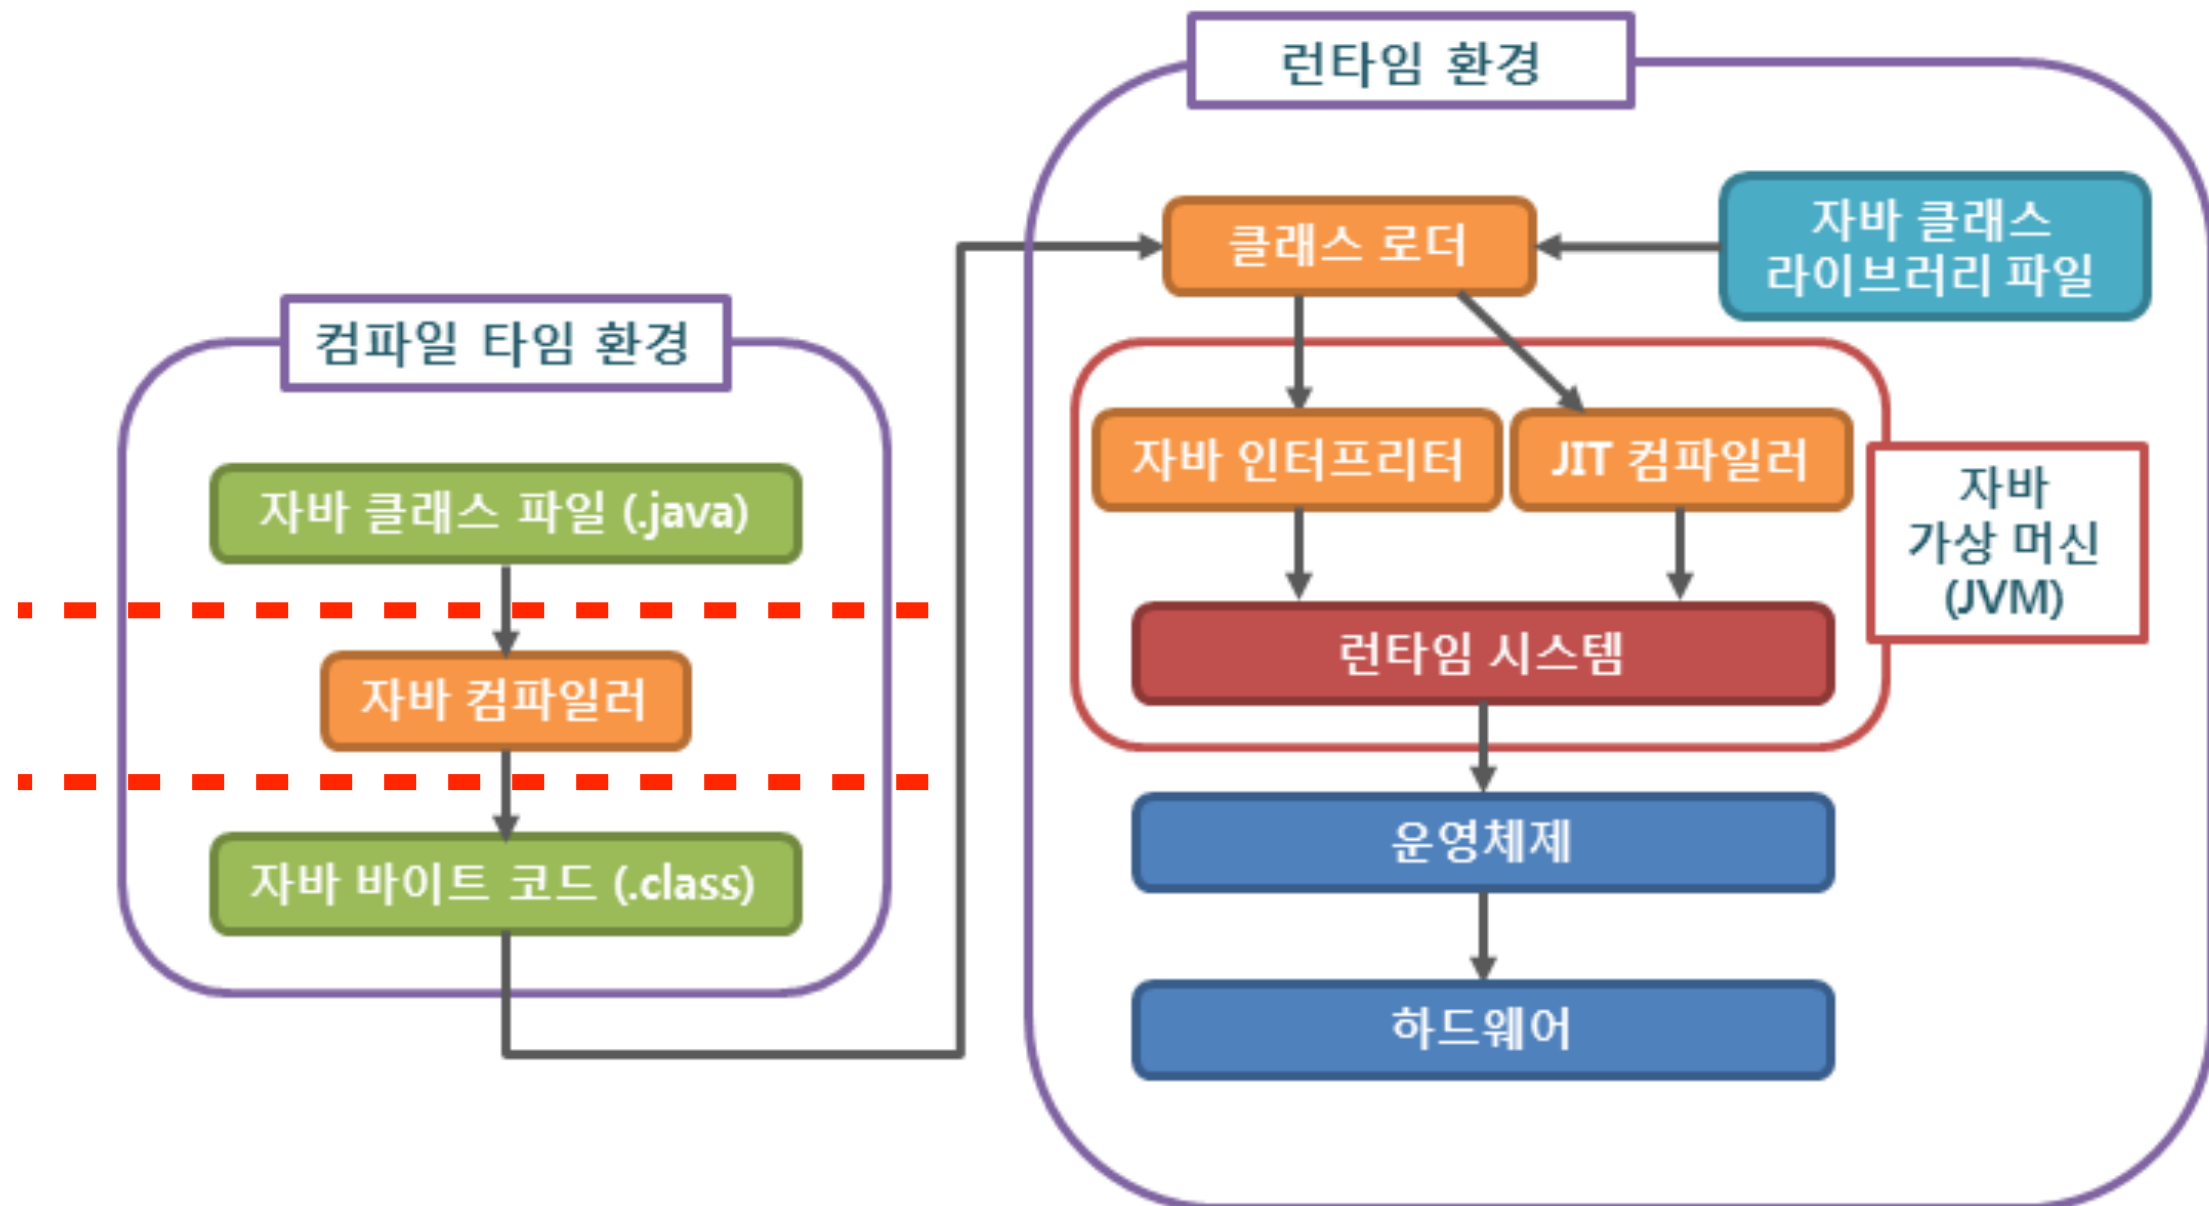 런타임 환경
클래스 로더
자바 클래스
라이브러리 파일
컴파일 타임 환경
자바 인터프리터
JIT 컴파일러
자바
가상 머신
(JVM)
자바 클래스 파일 (.java)
런타임 시스템
자바 컴파일러
운영체제
자바 바이트 코드 (.class)
하드웨어